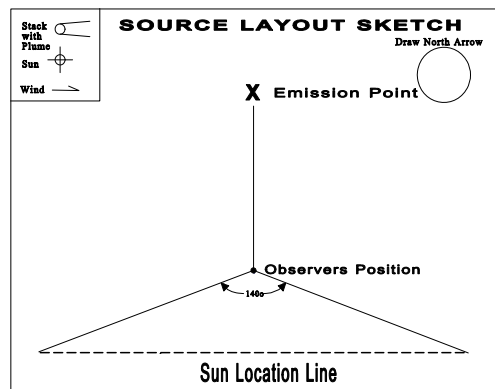 Stack
with
Plume
Sun
Wind
SOURCE LAYOUT SKETCH
Draw North Arrow
X Emission Point
Observers Position
140o
Sun Location Line